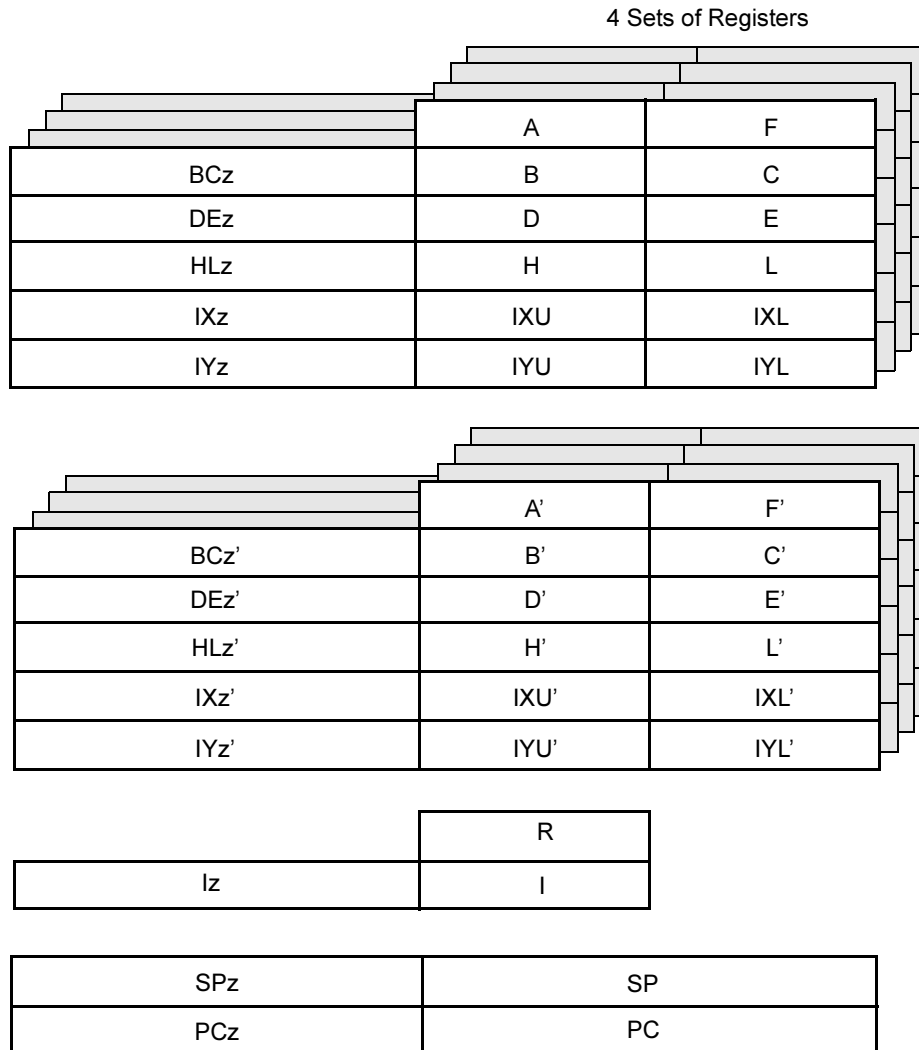 4 Sets of Registers
A F
BCz B C
DEz D E
HLz H L
IXz IXU IXL
IYz IYU IYL
A’ F’
BCz’ B’ C’
DEz’ D’ E’
HLz’ H’ L’
IXz’ IXU’ IXL’
IYz’ IYU’ IYL’
R
Iz I
SPz SP
PCz PC